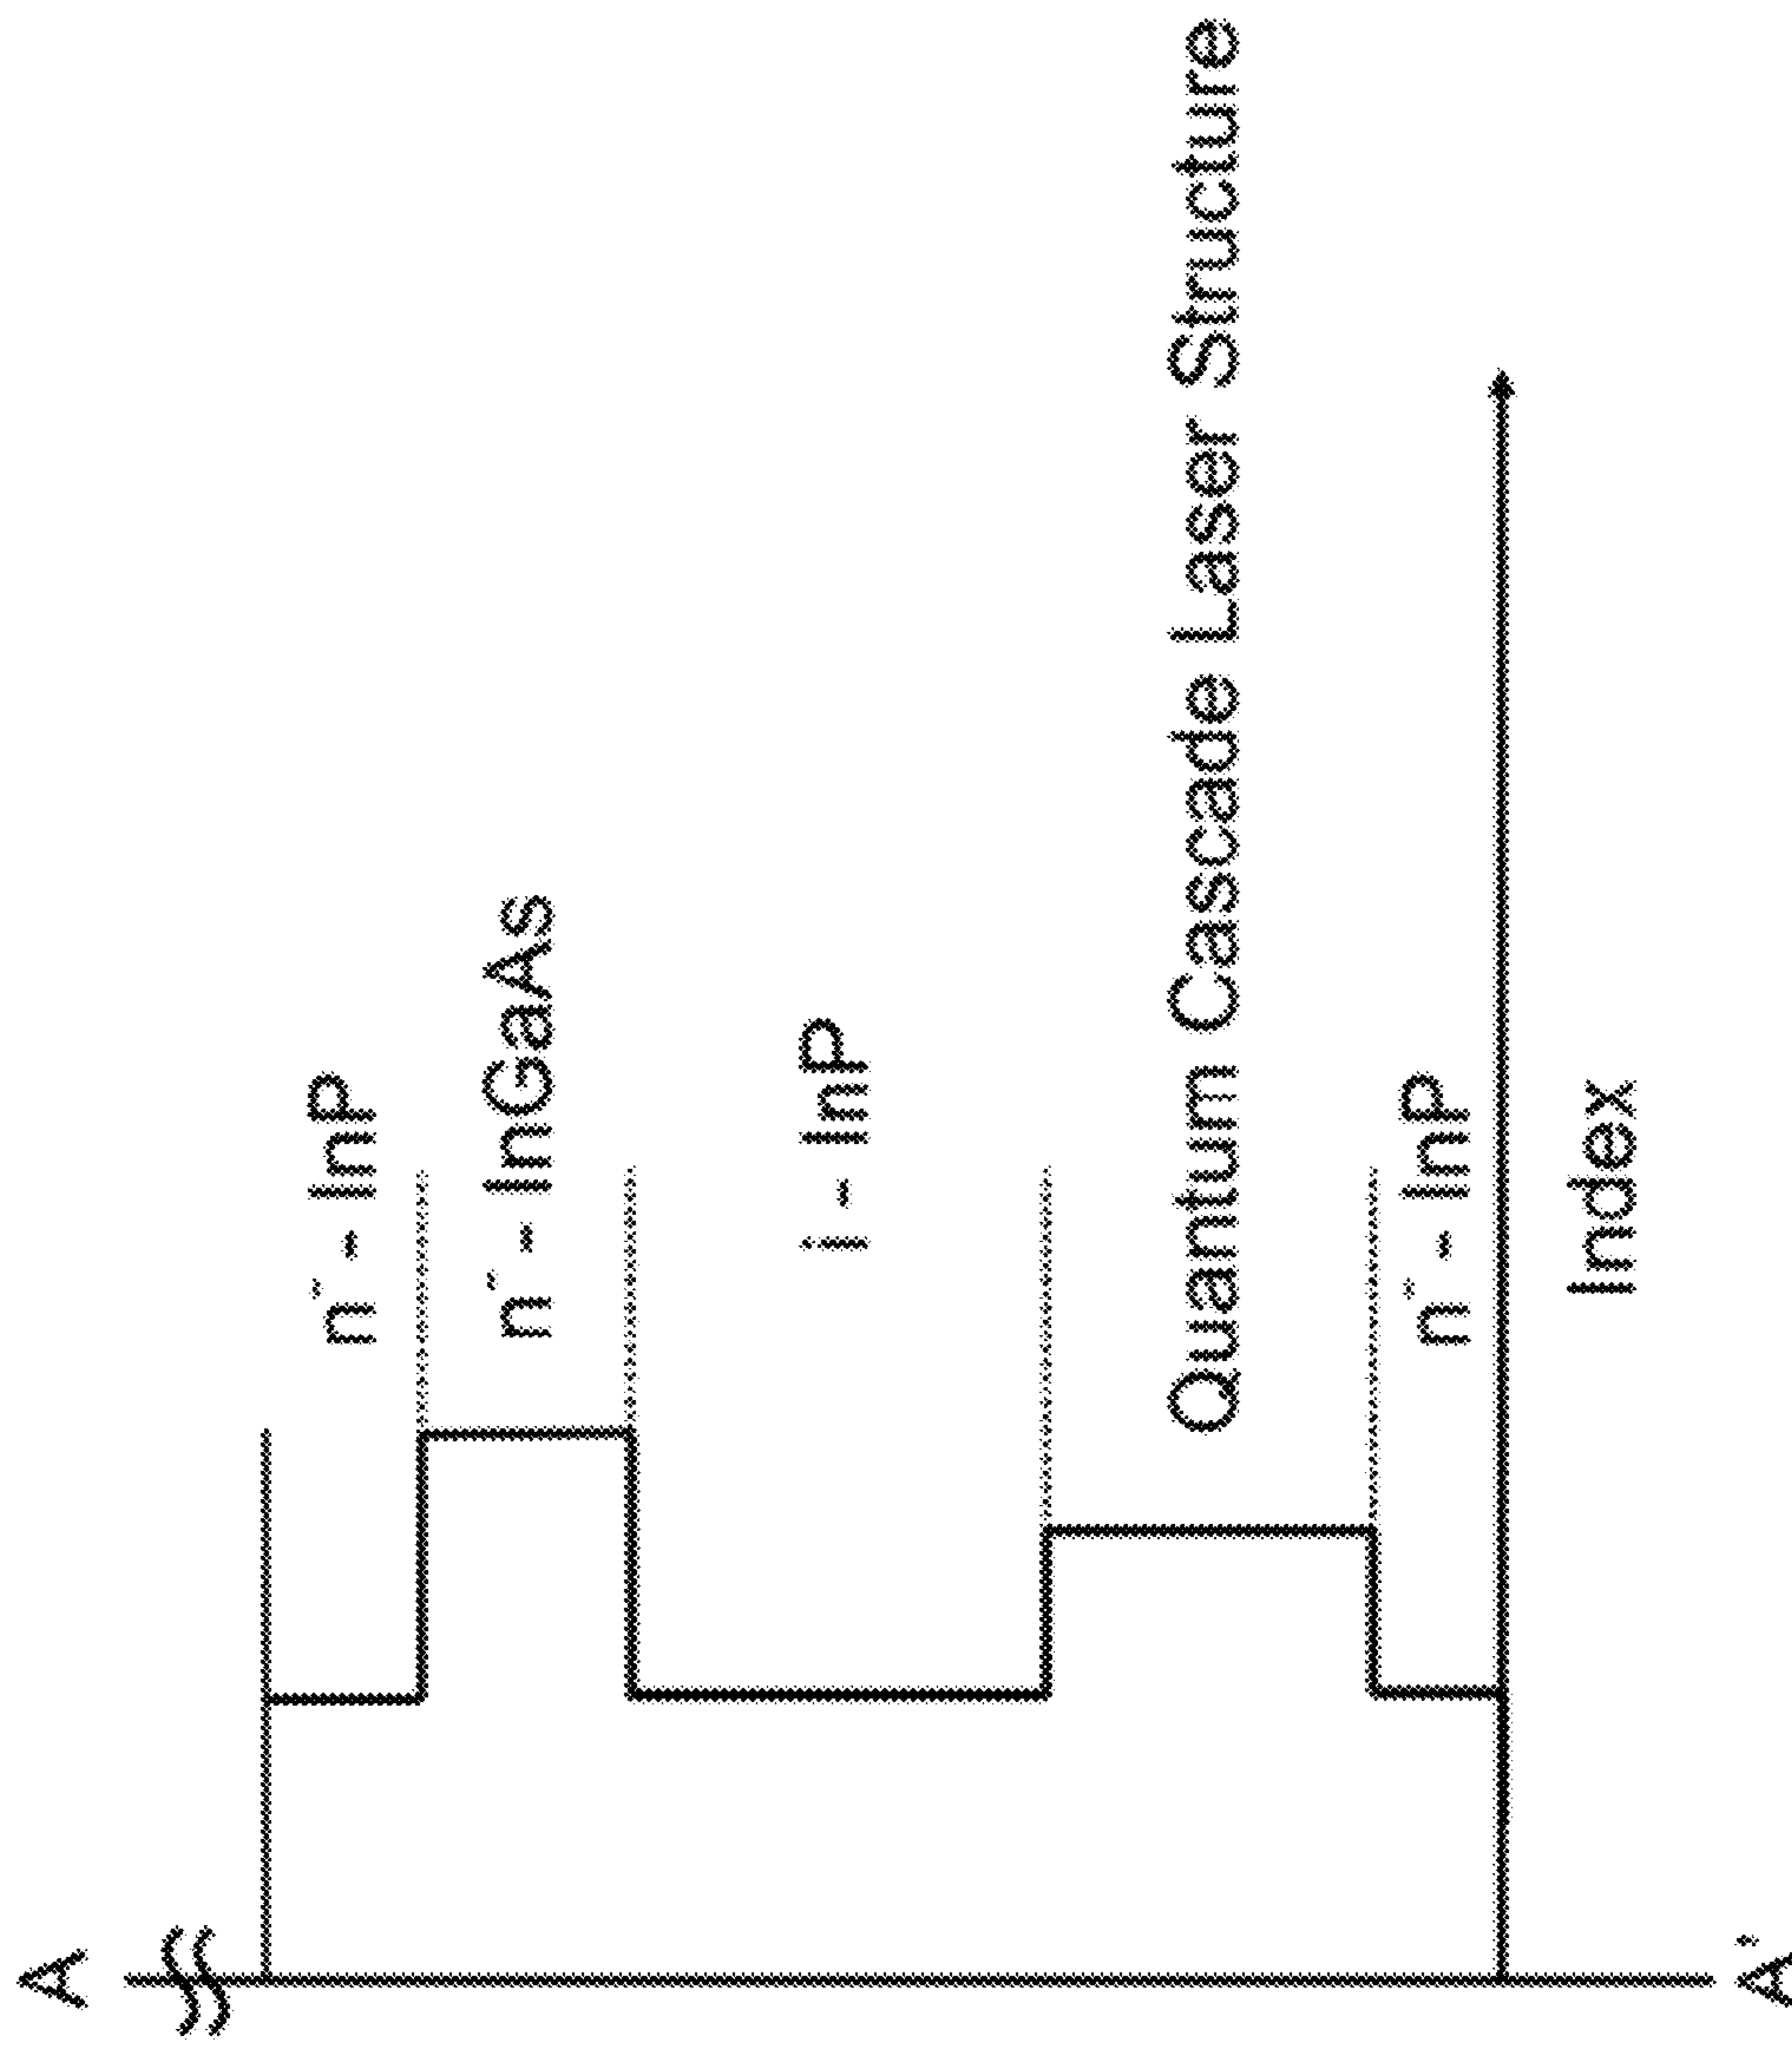 A
n⁻ - InP
n⁻ - InGaAs
i - InP
Quantum Cascade Laser Structure
n⁻ - InP
Index
A'